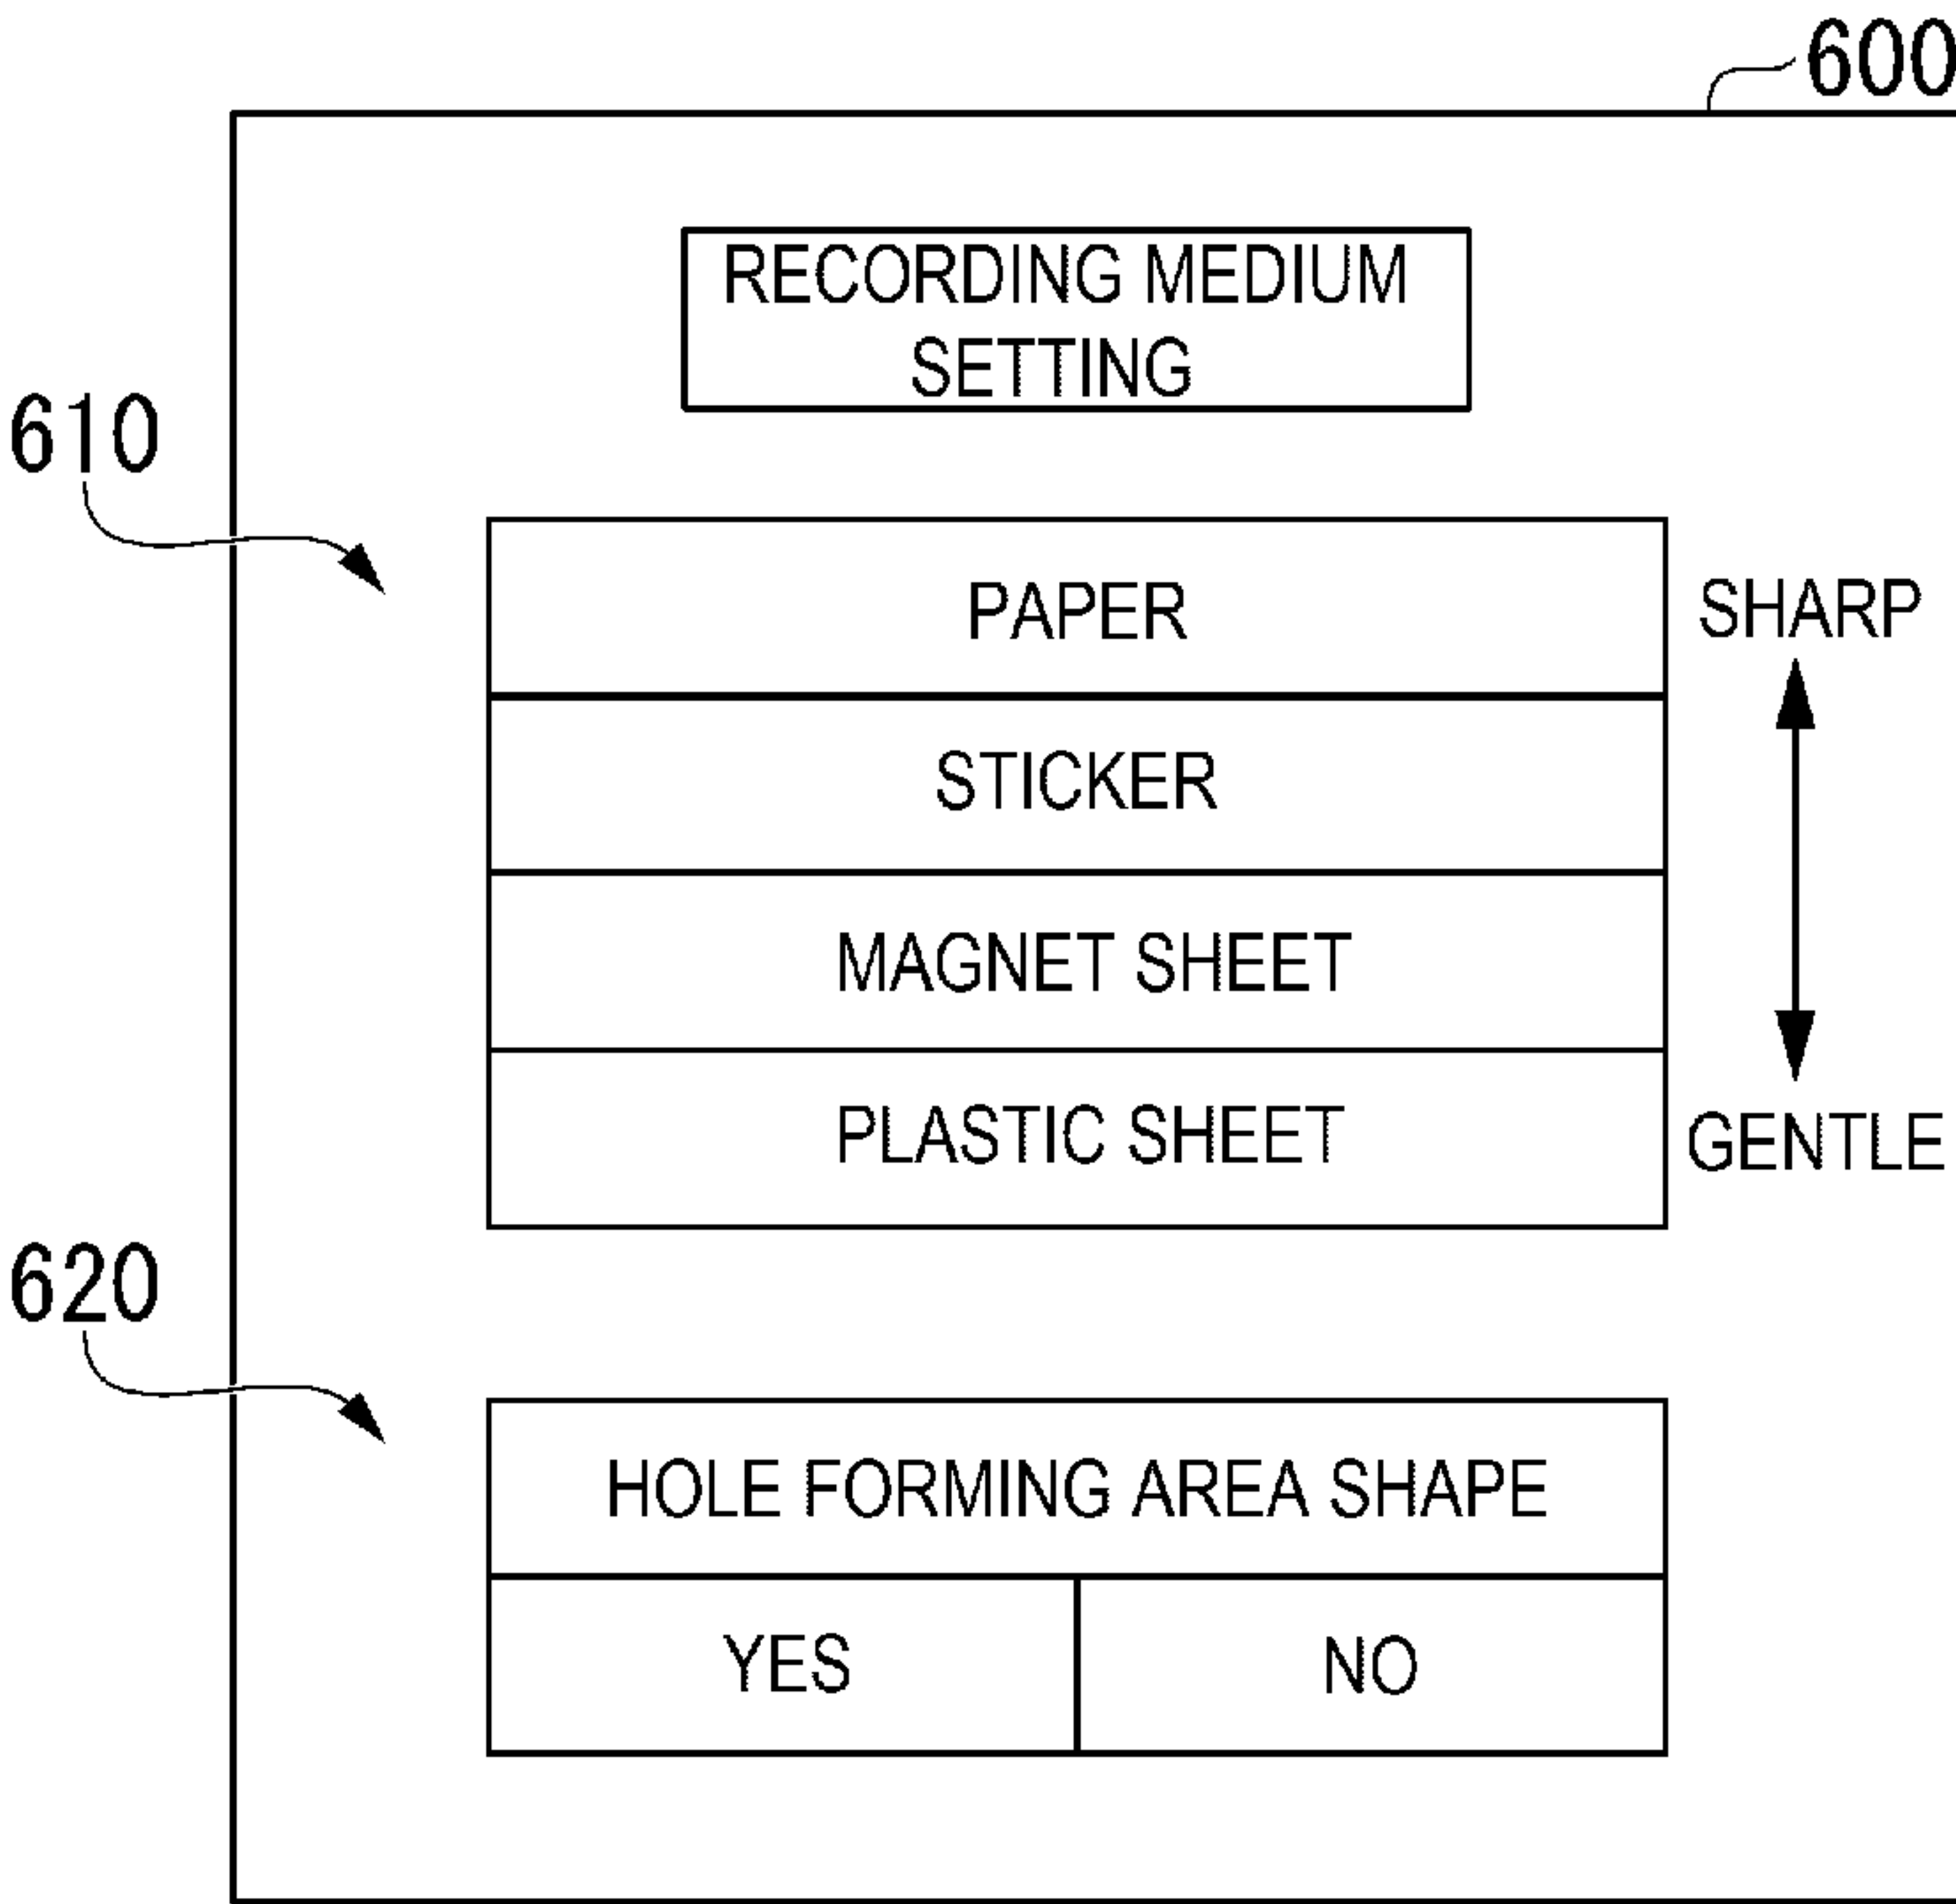 600
RECORDING MEDIUM
SETTING
610
PAPER
SHARP
STICKER
MAGNET SHEET
PLASTIC SHEET
GENTLE
620
HOLE FORMING AREA SHAPE
YES
NO